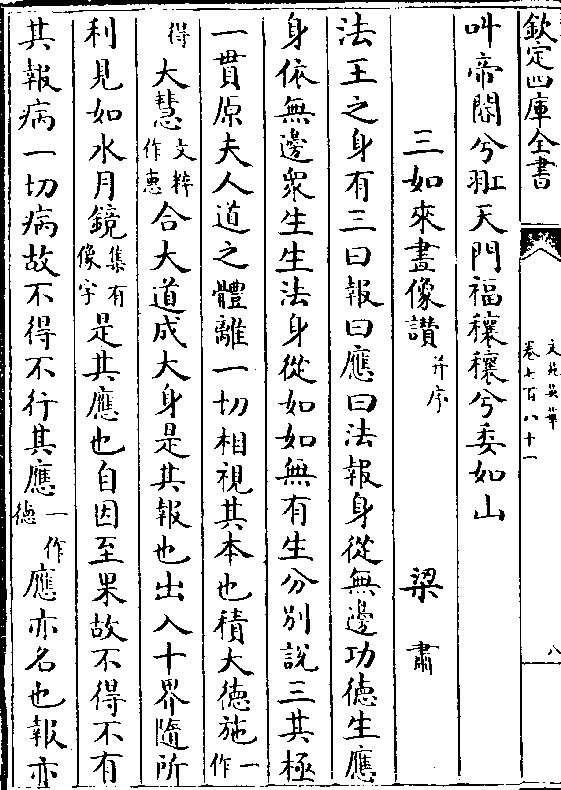 欽定四庫全書
文苑英華
卷七百八十一
八
叫帝閽兮羾天門福穰穰兮委如山
三如來畫像讃并序
梁肅
法王之身有三曰報曰應曰法報身從無邊功德生應
身依無邊衆生生法身從如如無有生分别說三其極
一貫原夫人道之體離一切相視其本也積大德施一作
得大慧文粹作惠合大道成大身是其報也出入十界隨所
利見如水月鏡集有像字是其應也自因至果故不得不有
其報病一切病故不得不行其應一作德應亦名也報亦